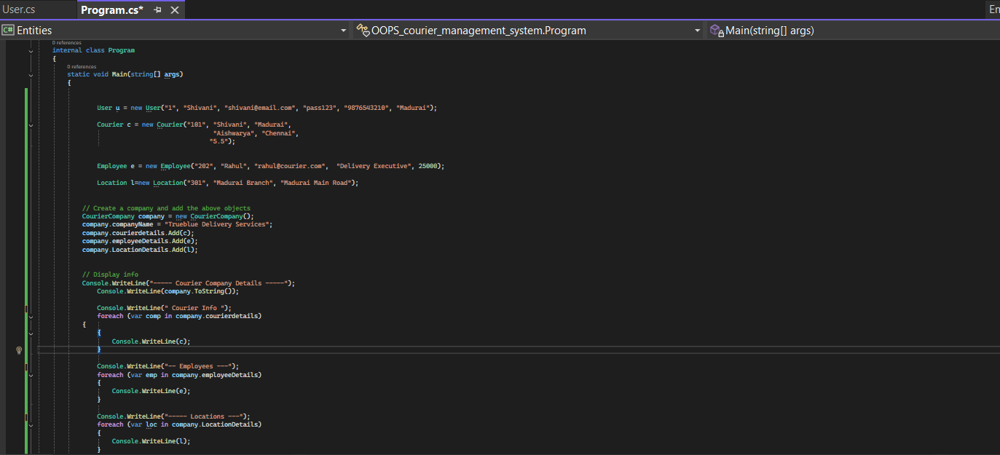 User.cs
Program.cs*
En
C# Entities
OOPS_courier_management_system.Program
Main(string[] args)
0 references
internal class Program
{
0 references
static void Main(string[] args)
{
User u = new User("1", "Shivani", "shivani@email.com", "pass123", "9876543210", "Madurai");
Courier c = new Courier("101", "Shivani", "Madurai",
"Aishwarya", "Chennai",
"5.5");
Employee e = new Employee("202", "Rahul", "rahul@courier.com",  "Delivery Executive", 25000);
Location l=new Location("301", "Madurai Branch", "Madurai Main Road");
// Create a company and add the above objects
CourierCompany company = new CourierCompany();
company.companyName = "Trueblue Delivery Services";
company.courierdetails.Add(c);
company.employeeDetails.Add(e);
company.LocationDetails.Add(l);
// Display info
Console.WriteLine("----- Courier Company Details -----");
Console.WriteLine(company.ToString());
Console.WriteLine(" Courier Info ");
foreach (var comp in company.courierdetails)
{
{
Console.WriteLine(c);
}
Console.WriteLine("-- Employees ---");
foreach (var emp in company.employeeDetails)
{
Console.WriteLine(e);
}
Console.WriteLine("----- Locations ---");
foreach (var loc in company.LocationDetails)
{
Console.WriteLine(l);
}